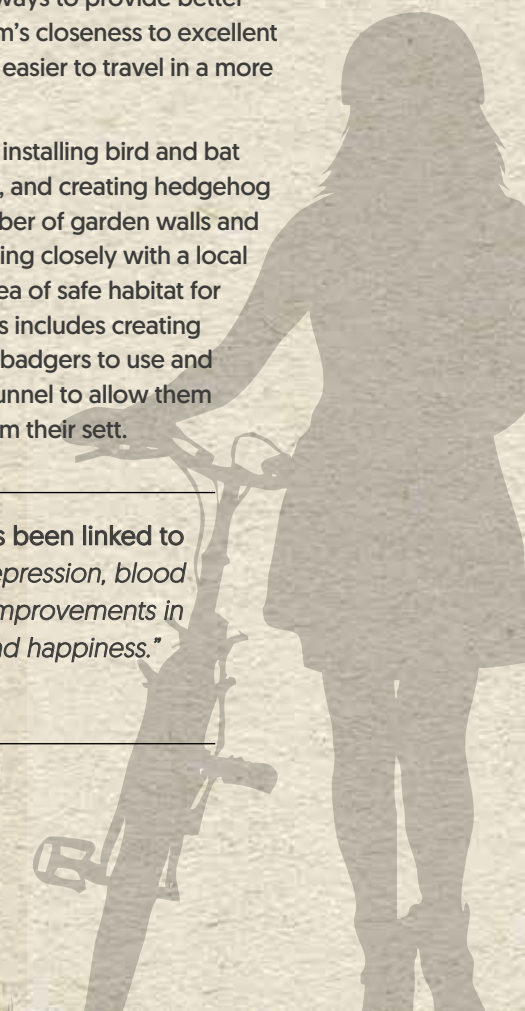 ways to provide better
m's closeness to excellent
easier to travel in a more
installing bird and bat
, and creating hedgehog
ber of garden walls and
ing closely with a local
ea of safe habitat for
s includes creating
badgers to use and
unnel to allow them
m their sett.
s been linked to
epression, blood
mprovements in
nd happiness.”